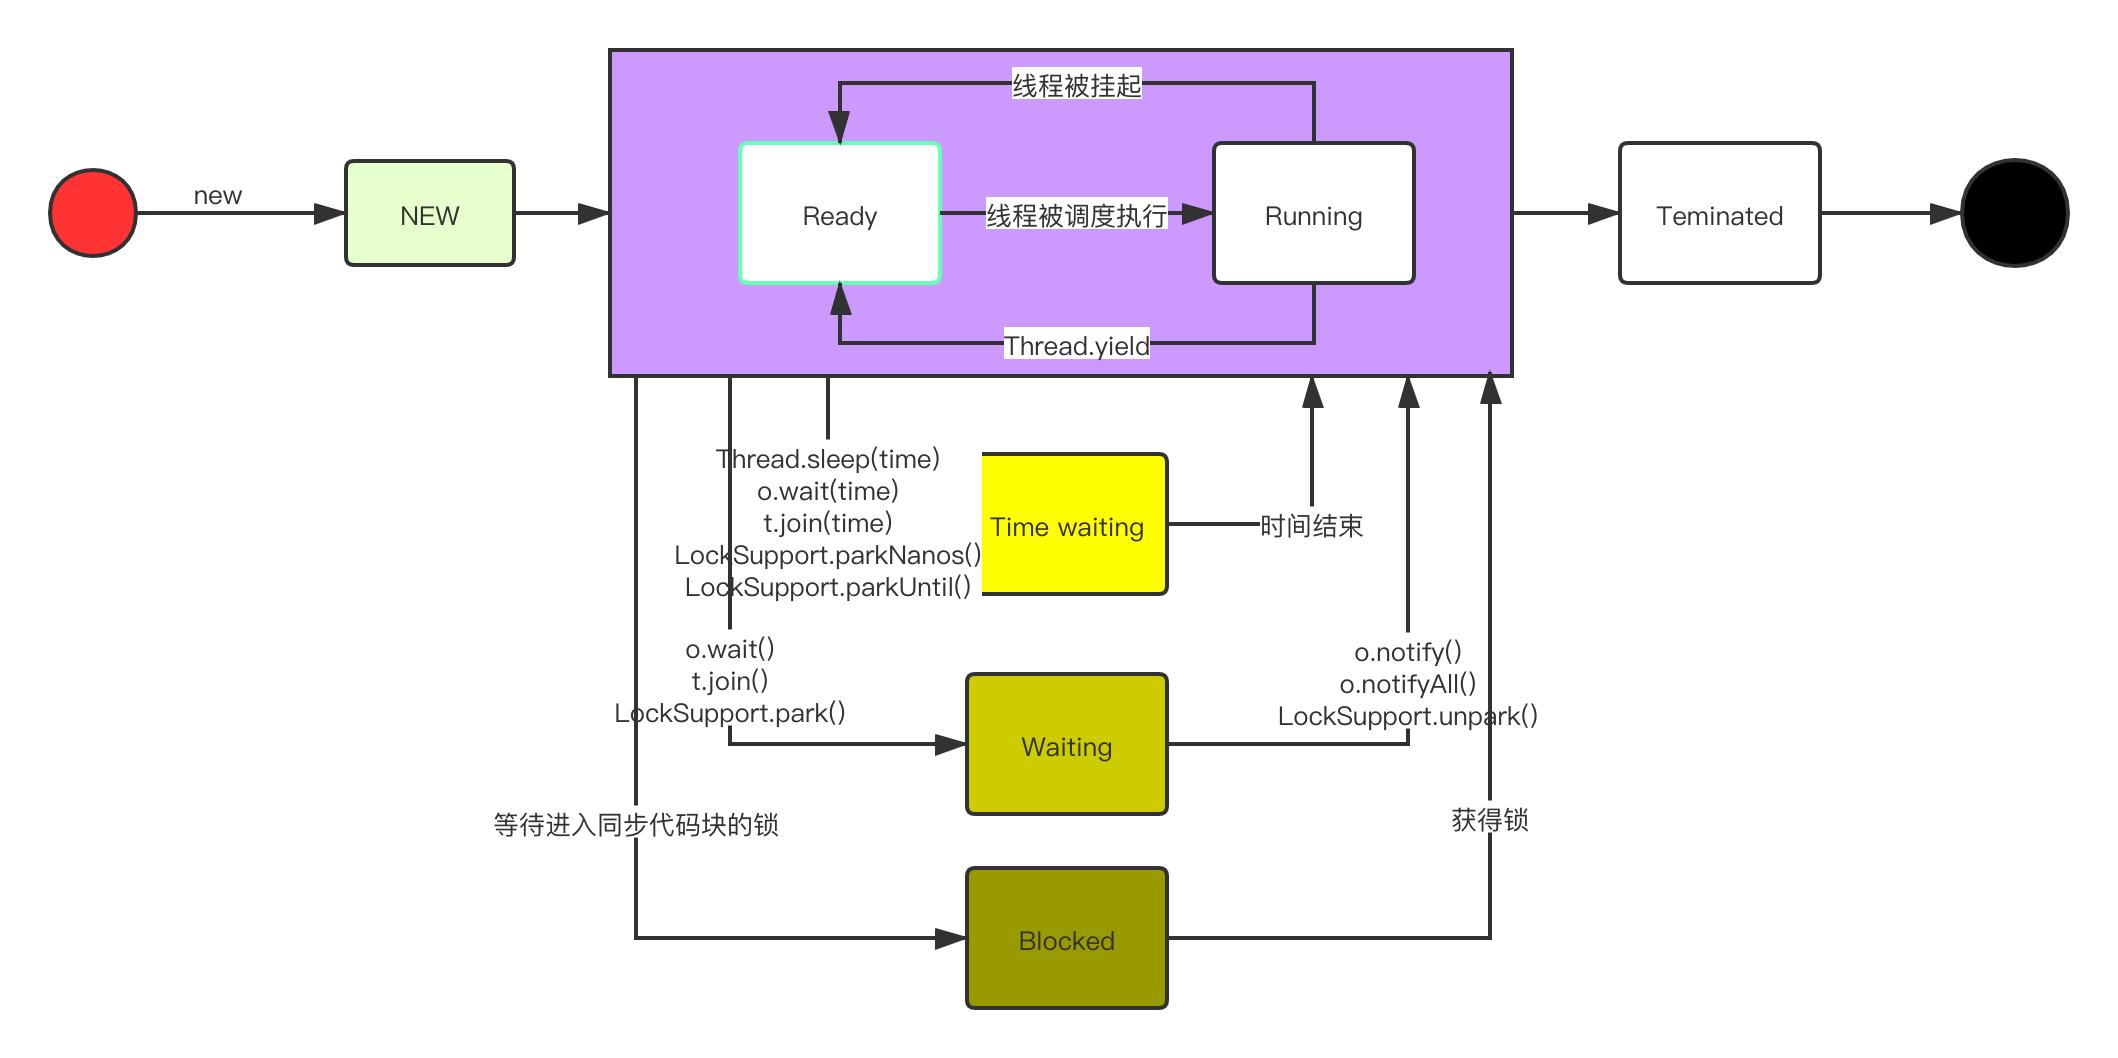 线程被挂起
new
NEW
Ready
线程被调度执行
Running
Teminated
Thread.yield
Thread.sleep(time)
o.wait(time)
t.join(time)
LockSupport.parkNanos()
LockSupport.parkUntil()
Time waiting
时间结束
o.wait()
t.join()
LockSupport.park()
Waiting
o.notify()
o.notifyAll()
LockSupport.unpark()
等待进入同步代码块的锁
获得锁
Blocked